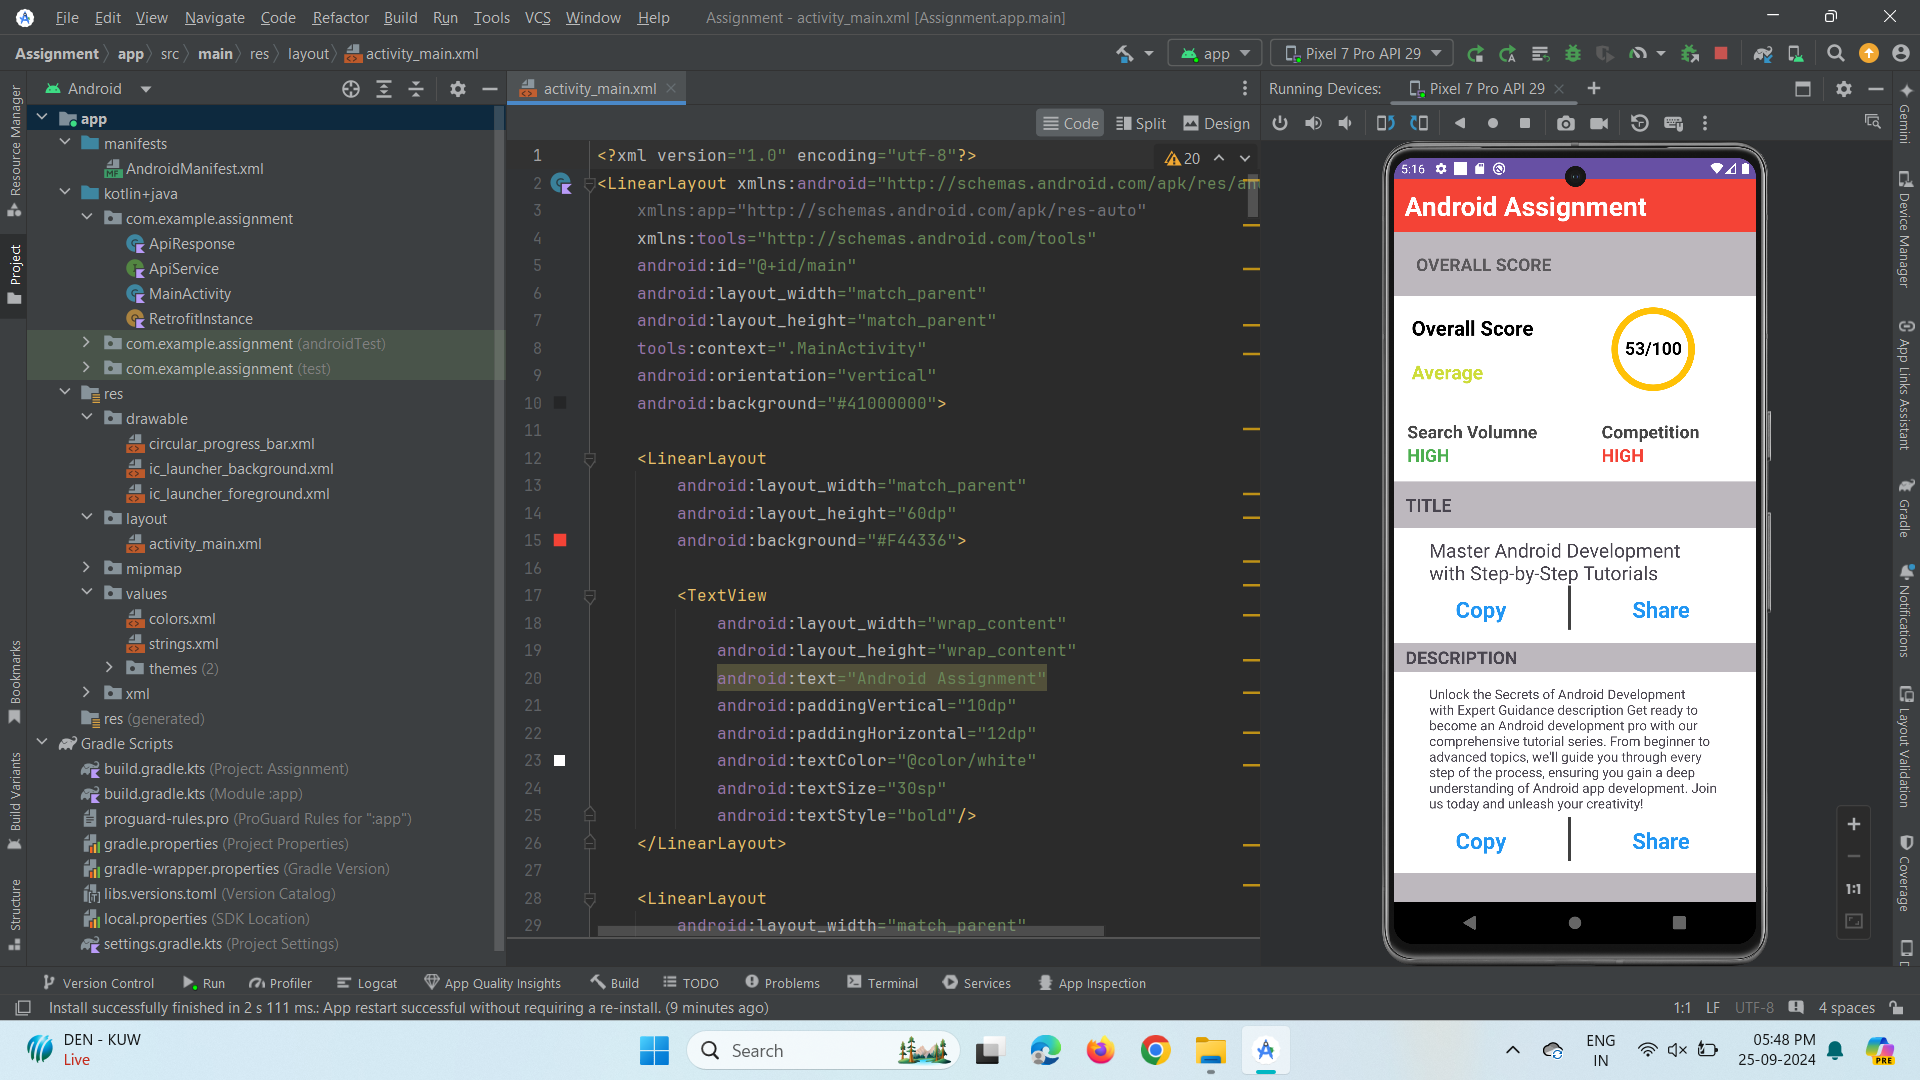 File Edit View Navigate Code Refactor Build Run Tools VCS Window Help Assignment - activity_main.xml [Assignment.app.main]
Assignment app src main res layout activity_main.xml
app
Pixel 7 Pro API 29
Android
activity_main.xml
Running Devices: Pixel 7 Pro API 29
Code Split Design
Resource Manager
Project
Bookmarks
Build Variants
Structure
app
manifests
AndroidManifest.xml
kotlin+java
com.example.assignment
ApiResponse
ApiService
MainActivity
RetrofitInstance
com.example.assignment (androidTest)
com.example.assignment (test)
res
drawable
circular_progress_bar.xml
ic_launcher_background.xml
ic_launcher_foreground.xml
layout
activity_main.xml
mipmap
values
colors.xml
strings.xml
themes (2)
xml
res (generated)
Gradle Scripts
build.gradle.kts (Project: Assignment)
build.gradle.kts (Module :app)
proguard-rules.pro (ProGuard Rules for ":app")
gradle.properties (Project Properties)
gradle-wrapper.properties (Gradle Version)
libs.versions.toml (Version Catalog)
local.properties (SDK Location)
settings.gradle.kts (Project Settings)
20
1 <?xml version="1.0" encoding="utf-8"?>
2 <LinearLayout xmlns:android="http://schemas.android.com/apk/res/an
3 xmlns:app="http://schemas.android.com/apk/res-auto"
4 xmlns:tools="http://schemas.android.com/tools"
5 android:id="@+id/main"
6 android:layout_width="match_parent"
7 android:layout_height="match_parent"
8 tools:context=".MainActivity"
9 android:orientation="vertical"
10 android:background="#41000000">
11
12 <LinearLayout
13 android:layout_width="match_parent"
14 android:layout_height="60dp"
15 android:background="#F44336">
16
17 <TextView
18 android:layout_width="wrap_content"
19 android:layout_height="wrap_content"
20 android:text="Android Assignment"
21 android:paddingVertical="10dp"
22 android:paddingHorizontal="12dp"
23 android:textColor="@color/white"
24 android:textSize="30sp"
25 android:textStyle="bold"/>
26 </LinearLayout>
27
28 <LinearLayout
29 android:layout_width="match_parent"
5:16
Android Assignment
OVERALL SCORE
Overall Score
53/100
Average
Search Volumne Competition
HIGH HIGH
TITLE
Master Android Development
with Step-by-Step Tutorials
Copy Share
DESCRIPTION
Unlock the Secrets of Android Development
with Expert Guidance description Get ready to
become an Android development pro with our
comprehensive tutorial series. From beginner to
advanced topics, we'll guide you through every
step of the process, ensuring you gain a deep
understanding of Android app development. Join
us today and unleash your creativity!
Copy Share
1:1
Gemini
Device Manager
App Links Assistant
Gradle
Notifications
Layout Validation
Coverage
Version Control Run Profiler Logcat App Quality Insights Build TODO Problems Terminal Services App Inspection
Install successfully finished in 2 s 111 ms.: App restart successful without requiring a re-install. (9 minutes ago)
1:1 LF UTF-8 4 spaces
DEN - KUW
Live
Search
ENG
IN
05:48 PM
25-09-2024
PRE